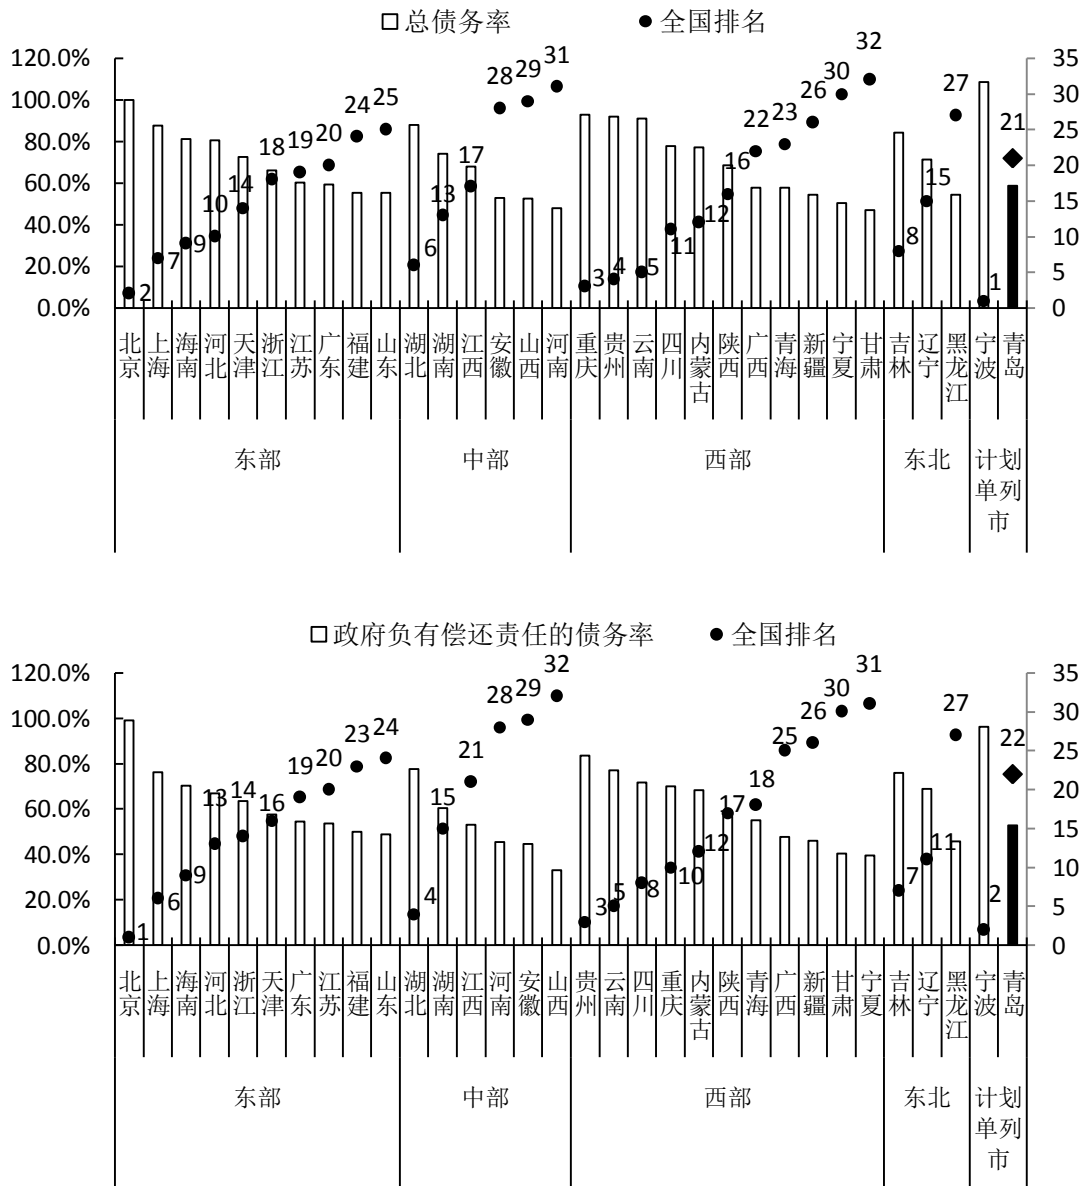 总债务率 全国排名
120.0% 35
100.0% 30
80.0% 25
60.0% 20
40.0% 15
20.0% 10
0.0% 5
0
2 7 9 10 14 18 19 20 24 25 6 13 17 28 29 31 3 4 5 11 12 16 22 23 26 30 32 8 15 27 1 21
北京 上海 海南 河北 天津 浙江 江苏 广东 福建 山东 湖北 湖南 江西 安徽 山西 河南 重庆 贵州 云南 四川 内蒙古 陕西 广西 青海 新疆 宁夏 甘肃 吉林 辽宁 黑龙江 宁波 青岛
东部 中部 西部 东北 计划单列市
政府负有偿还责任的债务率 全国排名
120.0% 35
100.0% 30
80.0% 25
60.0% 20
40.0% 15
20.0% 10
0.0% 5
0
1 6 9 13 14 16 19 20 23 24 4 15 21 28 29 32 3 5 8 10 12 17 18 25 26 30 31 7 11 27 2 22
北京 上海 海南 河北 浙江 天津 广东 江苏 福建 山东 湖北 湖南 江西 河南 安徽 山西 贵州 云南 四川 重庆 内蒙古 陕西 青海 广西 新疆 甘肃 宁夏 吉林 辽宁 黑龙江 宁波 青岛
东部 中部 西部 东北 计划单列市